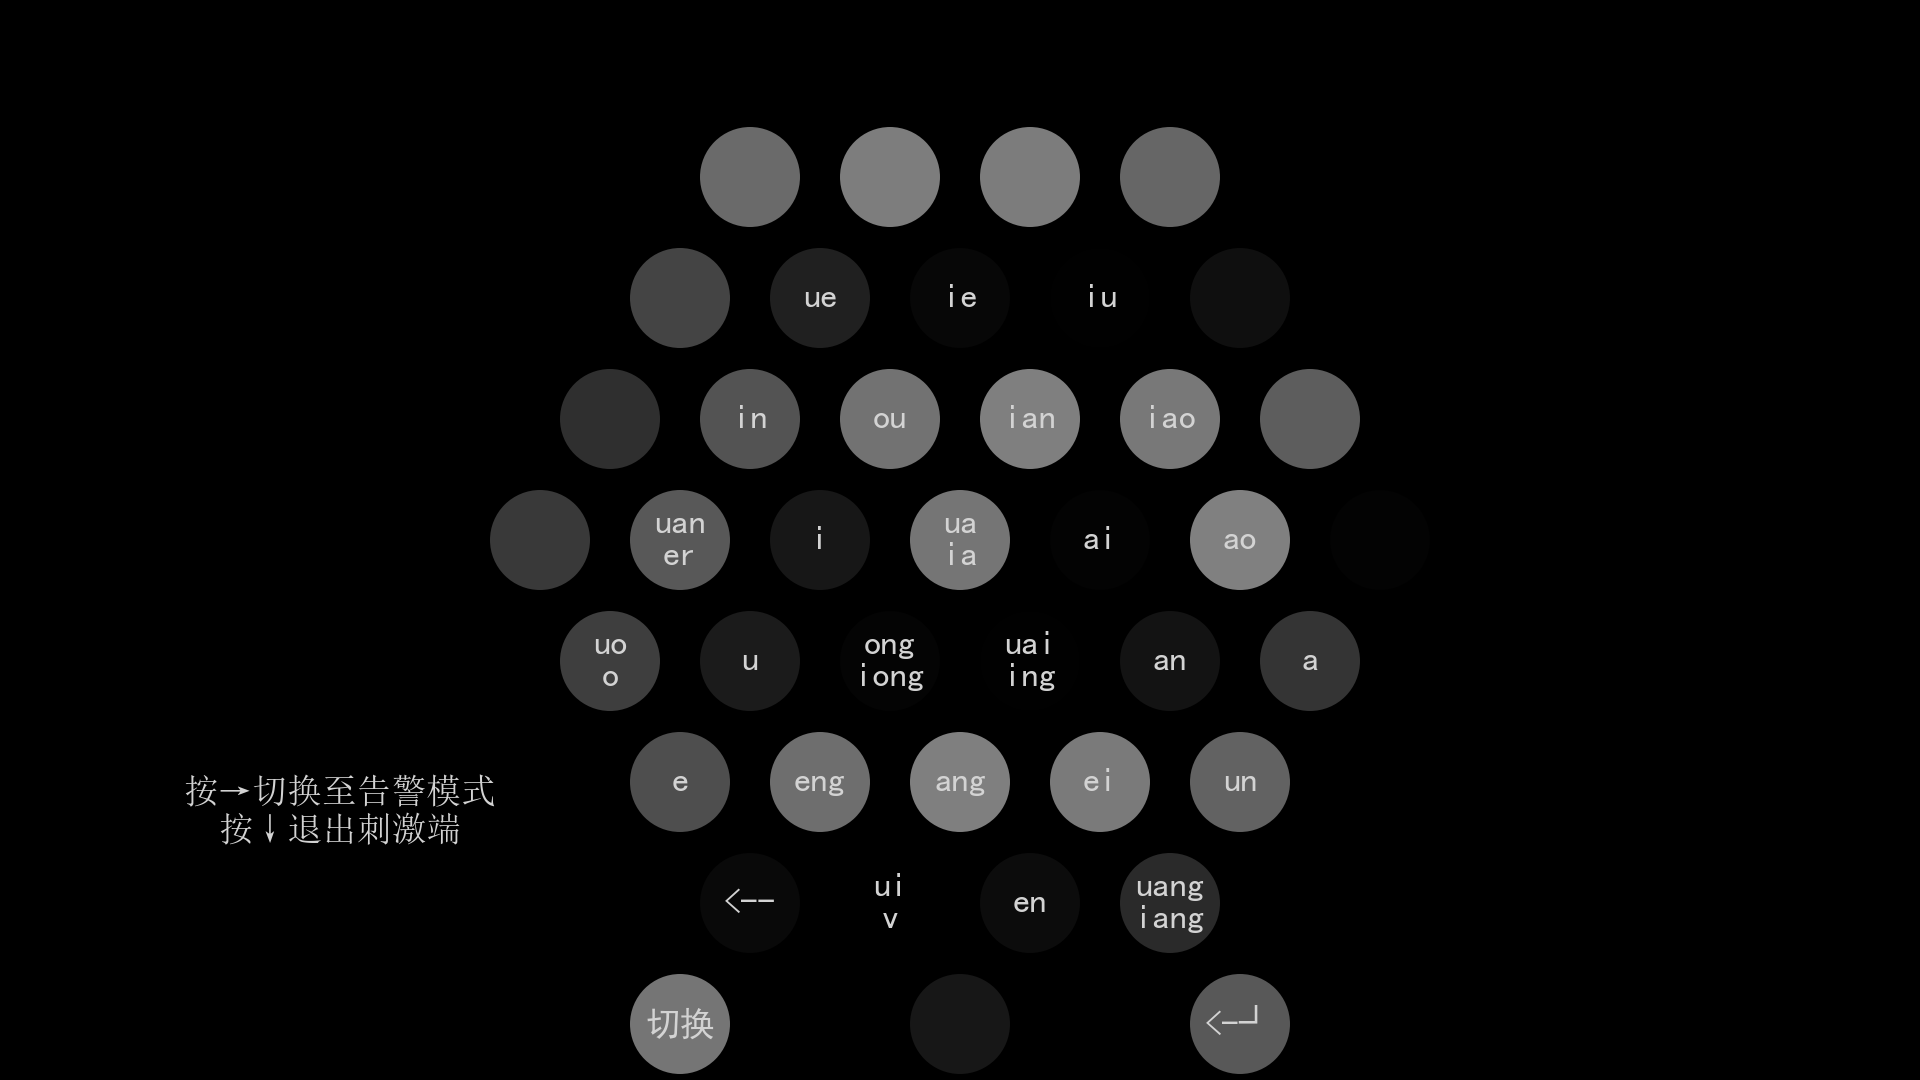 ue ie iu
in ou ian iao
uan
er
i
ua
ia
ai
ao
uo
o
u
ong
iong
uai
ing
an
a
e eng ang ei un
按→切换至告警模式
按↓退出刺激端
<--
ui
v
en
uang
iang
切换
<-┘